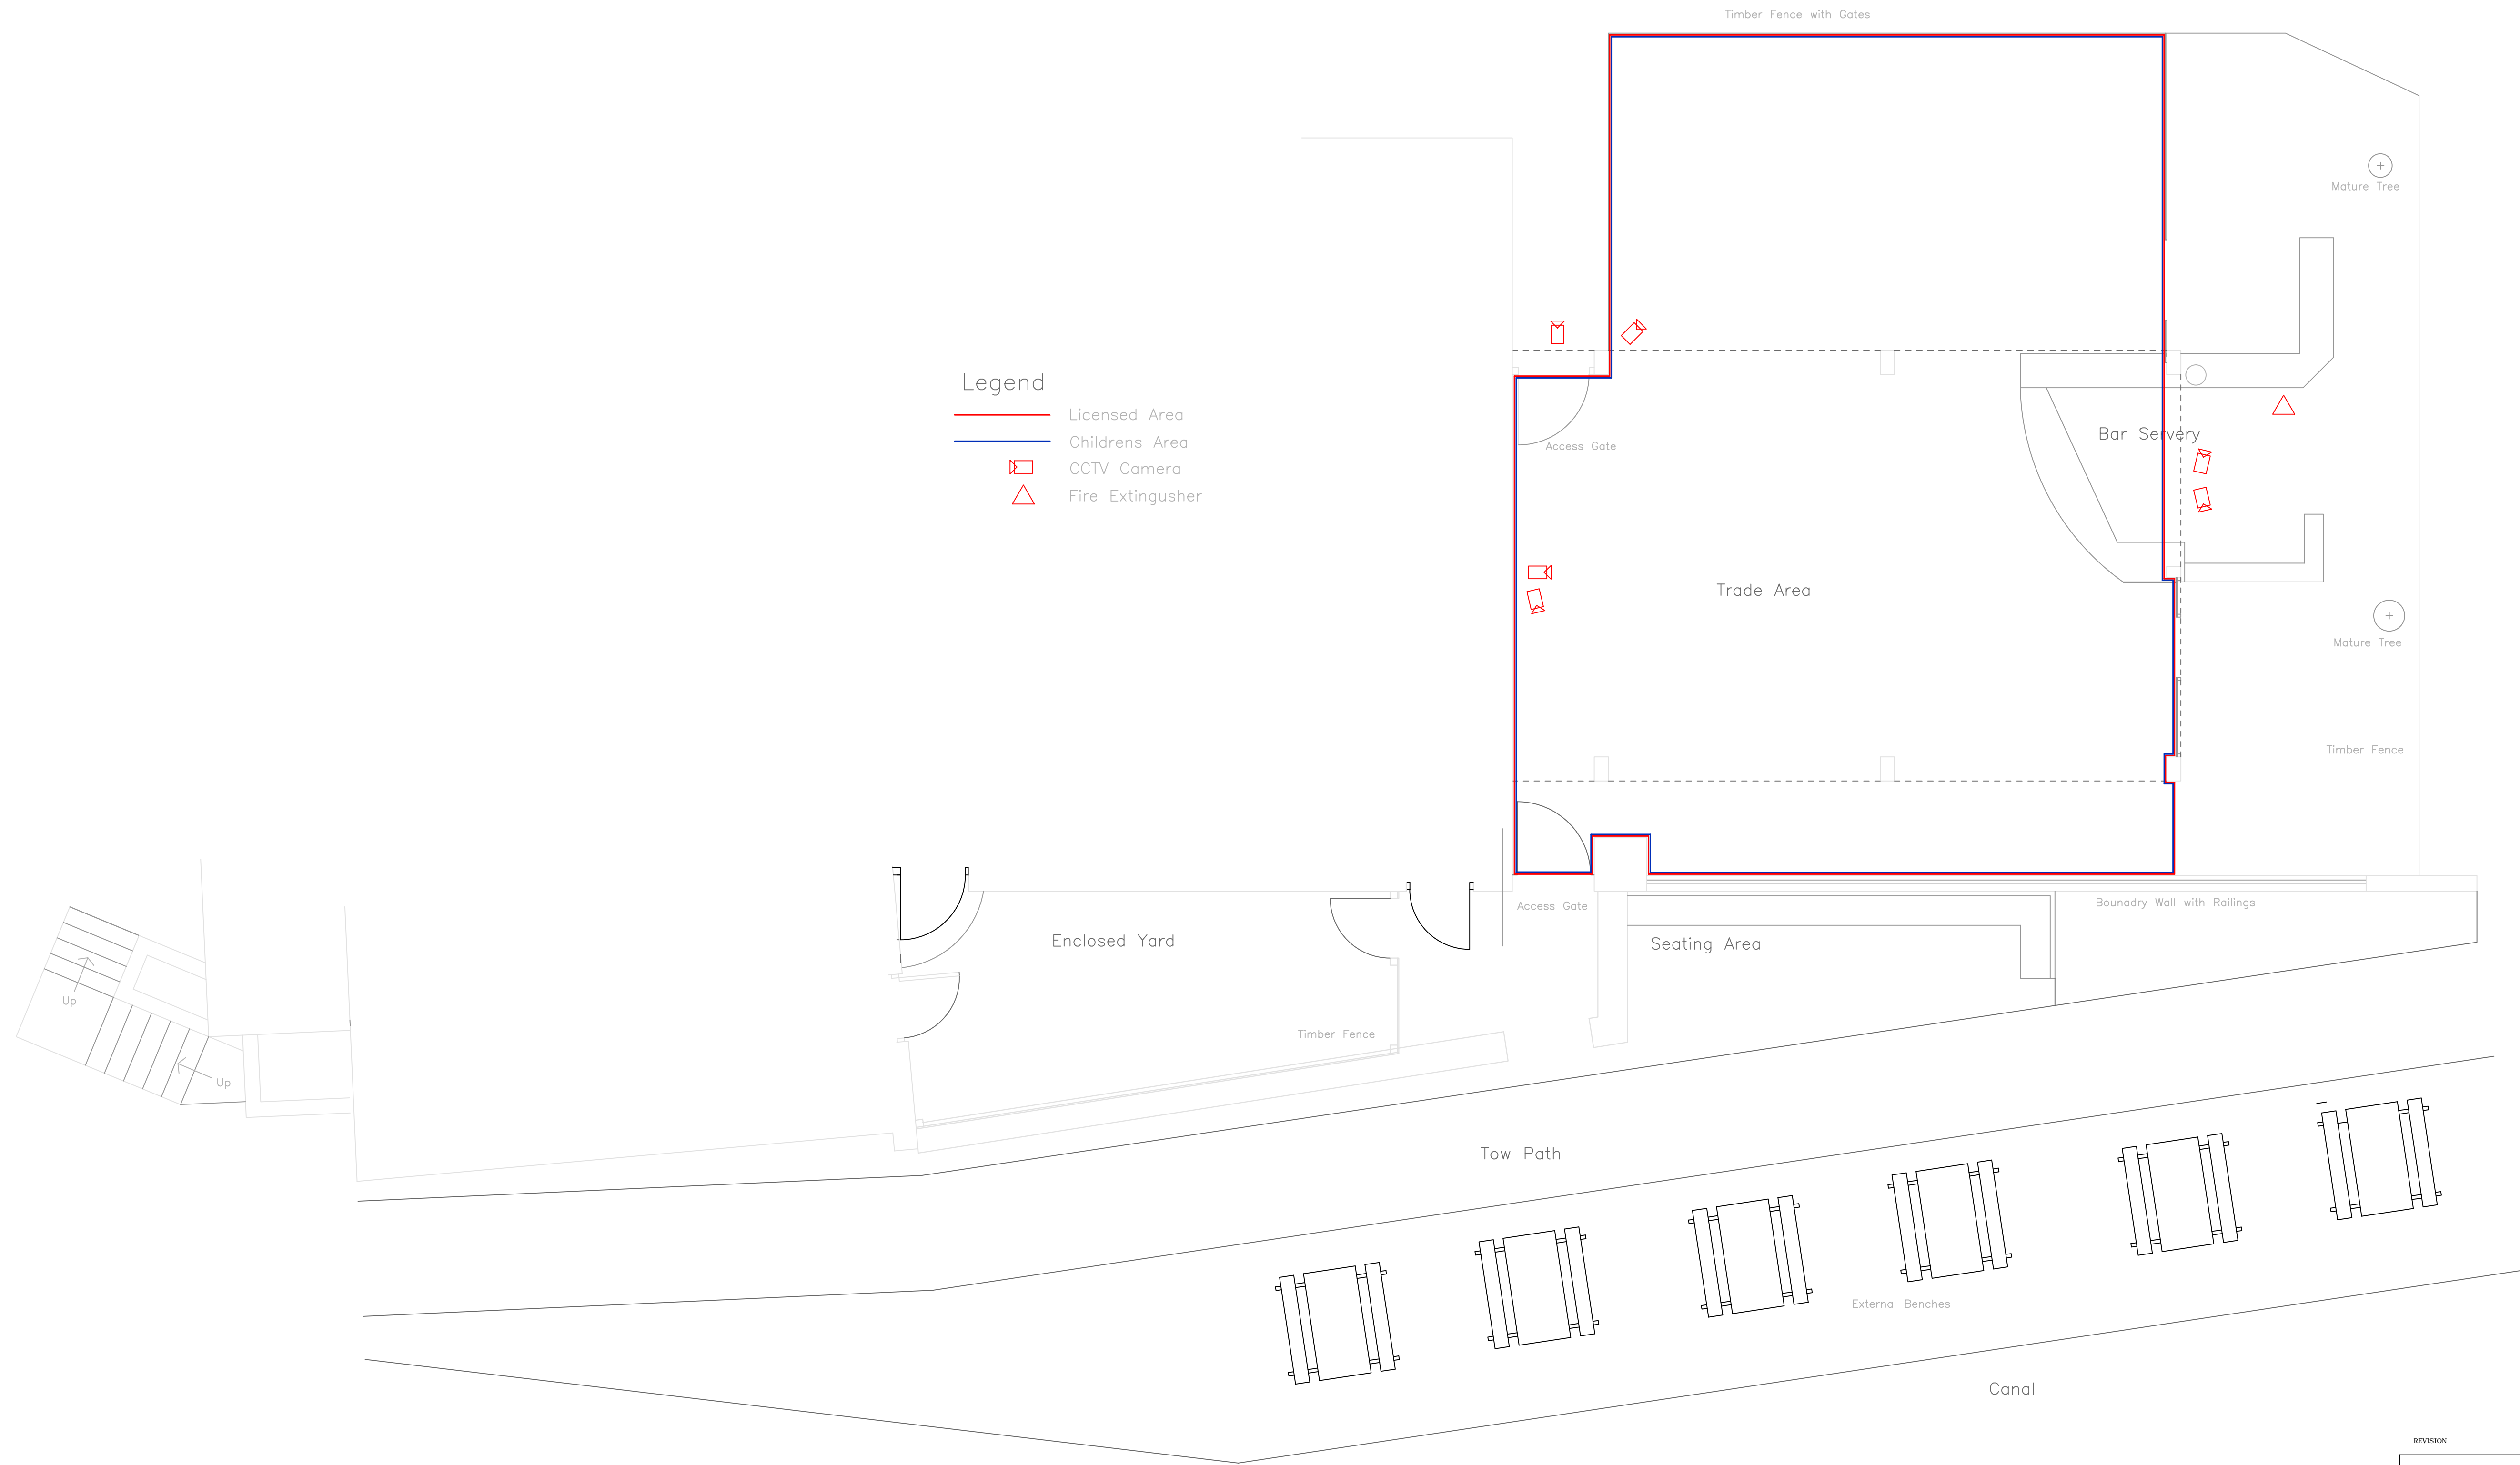 Timber Fence with Gates
Mature Tree
Legend
Licensed Area
Childrens Area
CCTV Camera
Fire Extingusher
Access Gate
Bar Servery
Trade Area
Mature Tree
Timber Fence
Access Gate
Bounadry Wall with Railings
Enclosed Yard
Seating Area
Up
Timber Fence
Up
Tow Path
External Benches
Canal
REVISION